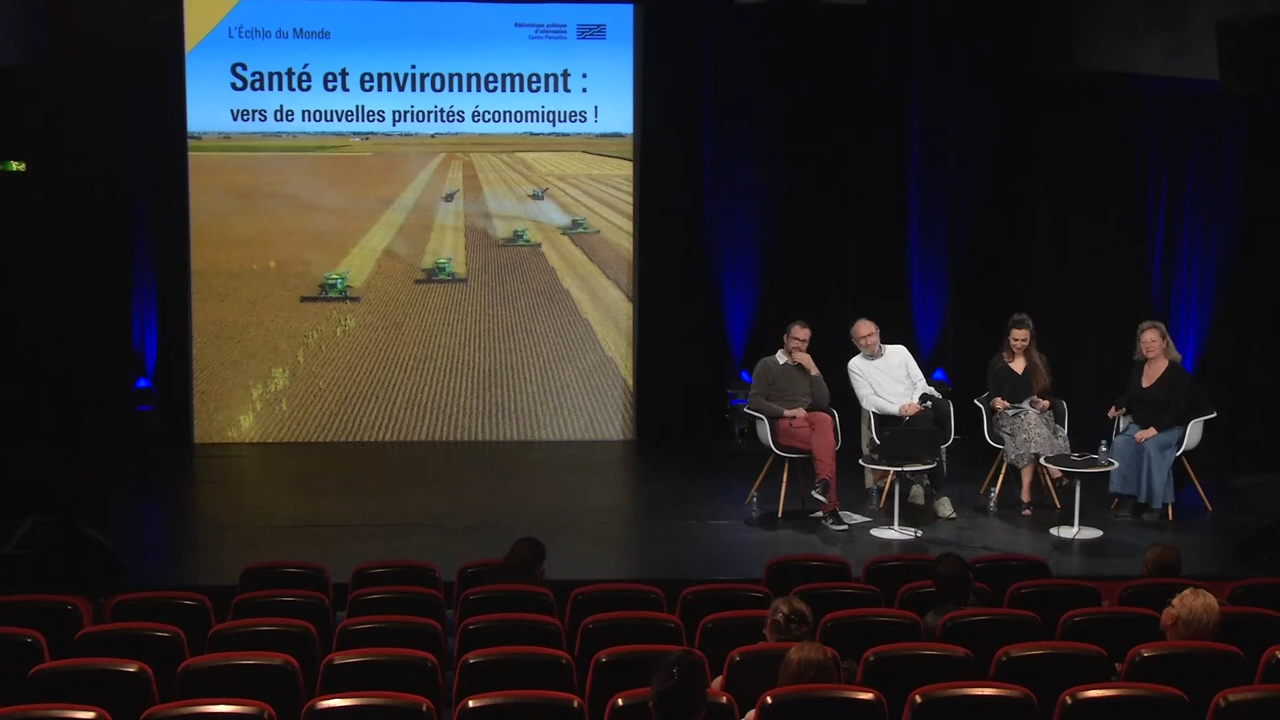 L'Éc(h)o du Monde
Bibliothèque publique
d'information
Centre Pompidou
Santé et environnement :
vers de nouvelles priorités économiques !